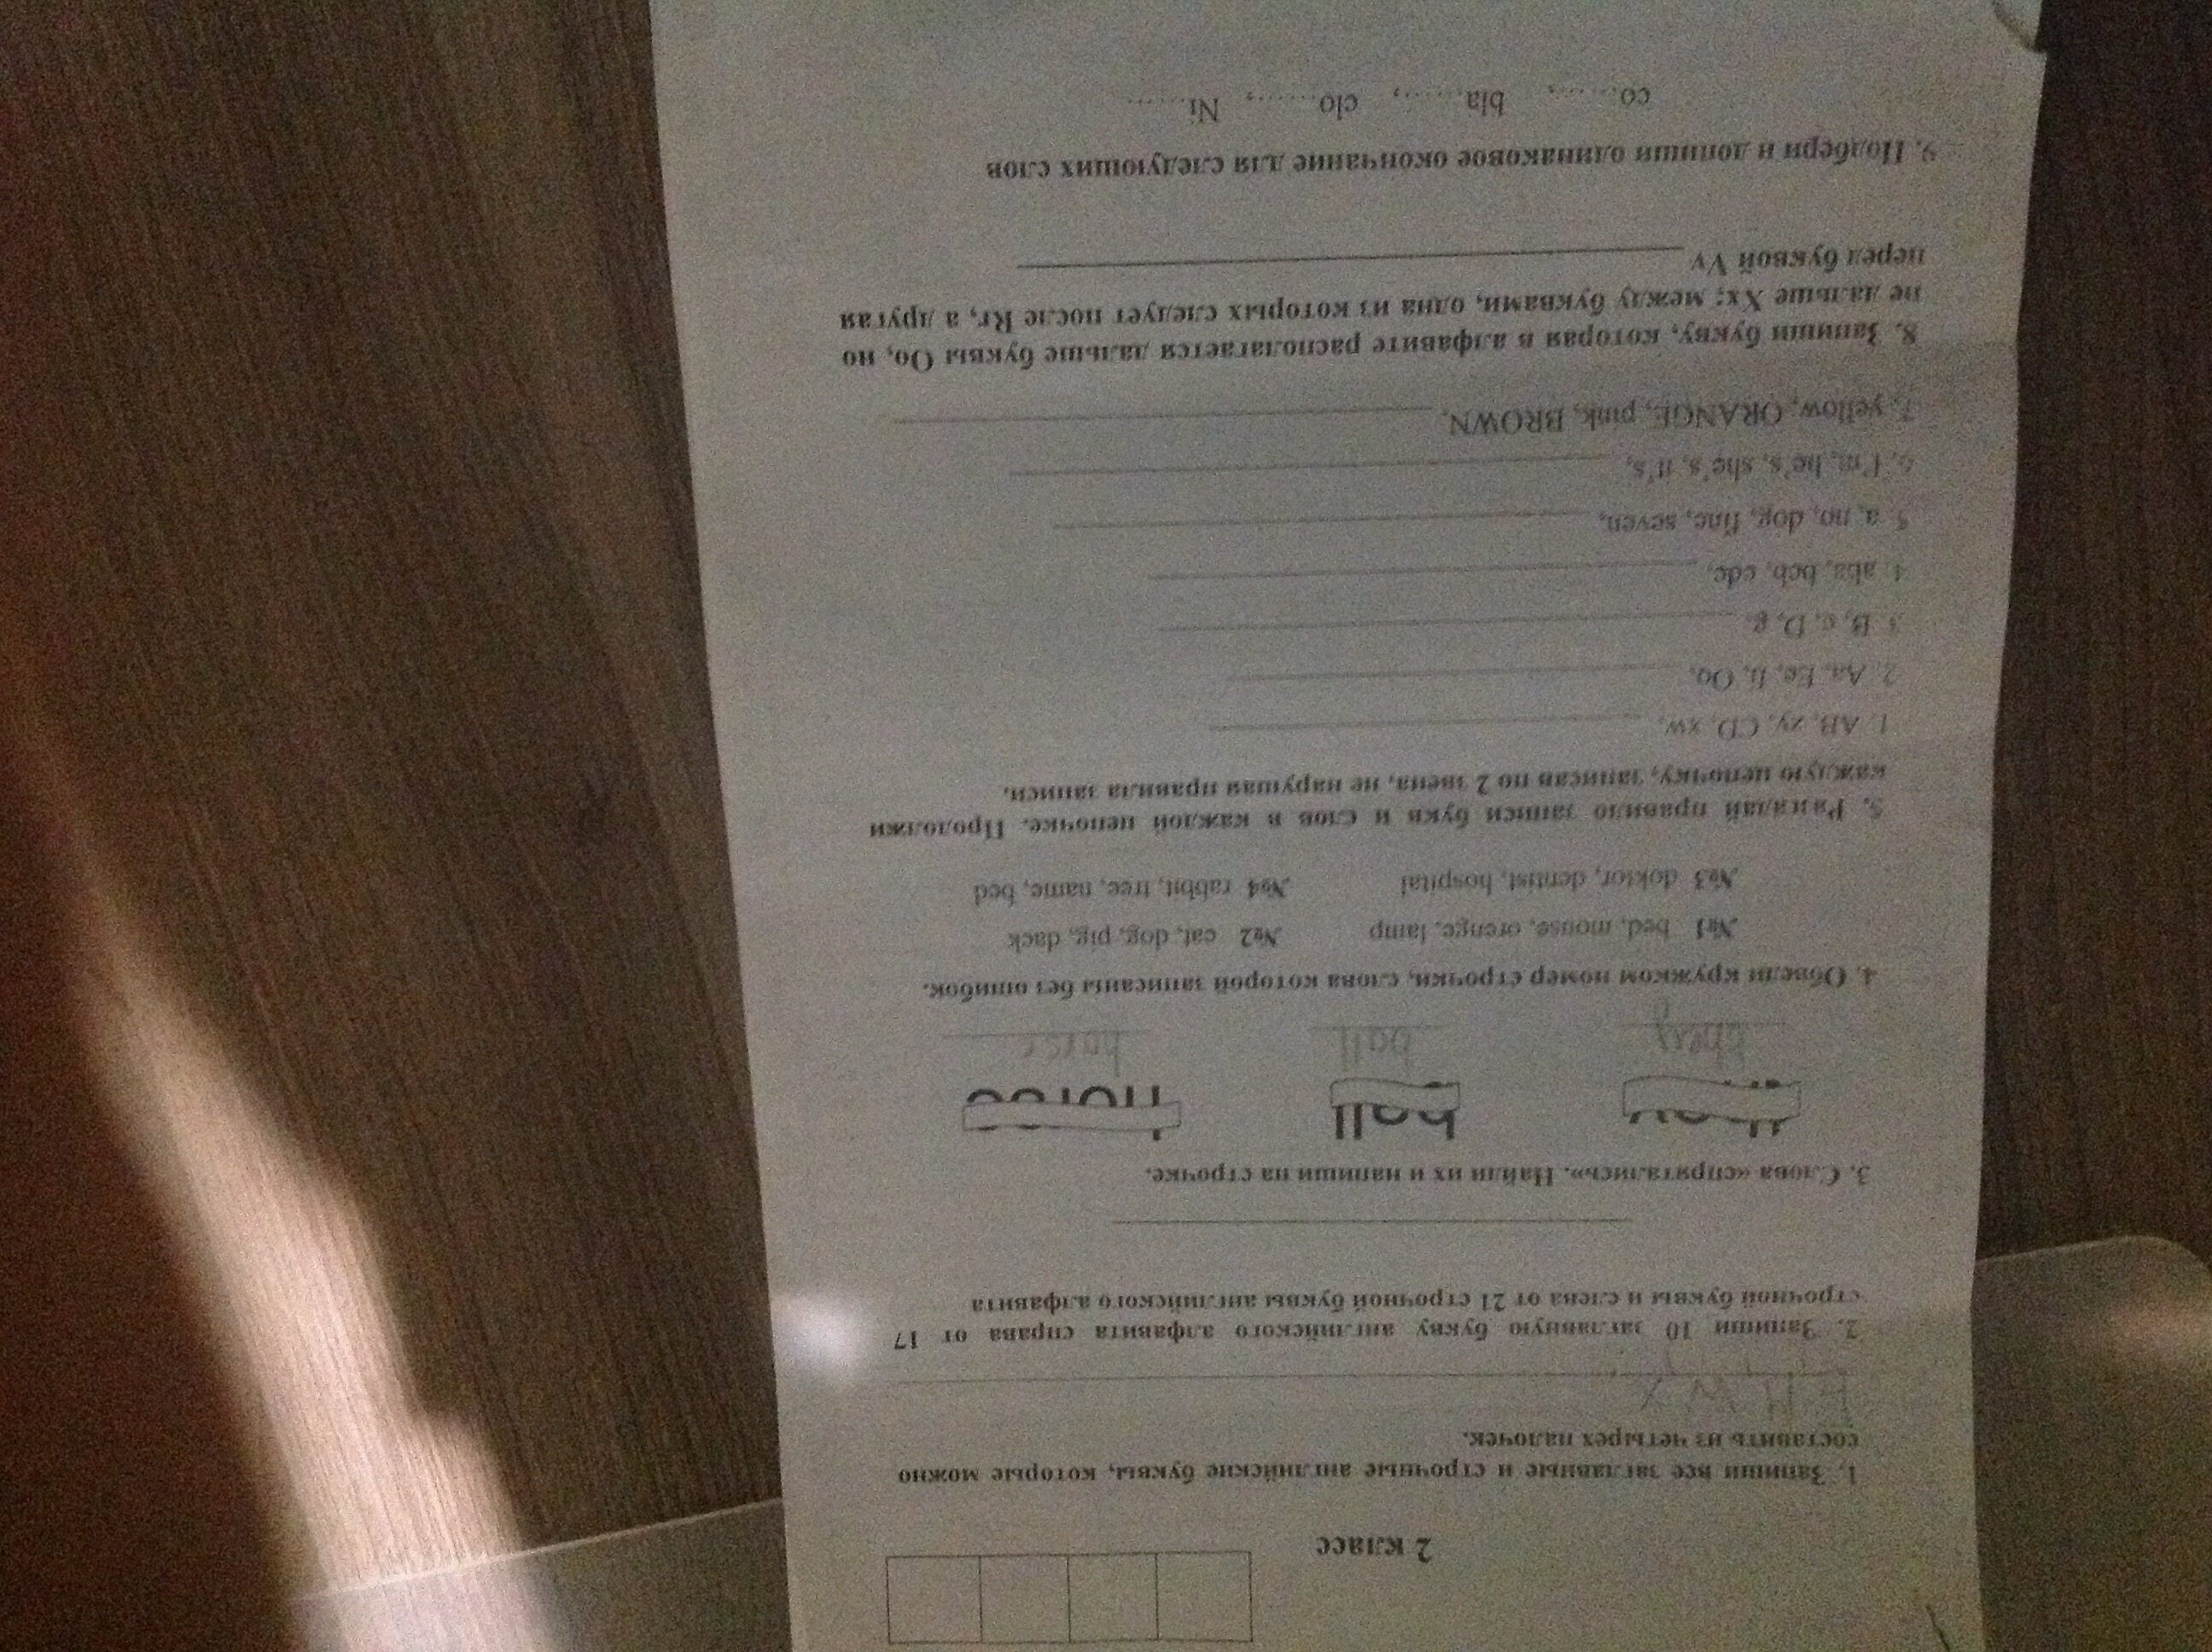 2 класс
1. Запиши все заглавные и строчные английские буквы, которые можно
составить из четырех палочек.
E
2. Запиши 10 заглавную букву английского алфавита справа от 17
строчной буквы и слева от 21 строчной буквы английского алфавита
3. Слова «спрятались». Найди их и напиши на строчке.
they ball horse
they ball horse
4. Обведи кружком номер строчки, слова которой записаны без ошибок.
№1 bed, mouse, orenge, lamp №2 cat, dog, pig, dack
№3 doktor, dentist, hospital №4 rabbit, tree, name, bed
5. Разгадай правило записи букв и слов в каждой цепочке. Продолжи
каждую цепочку, записав по 2 звена, не нарушая правила записи.
1. AB, zy, CD, xw,
2. Aa, Ee, Ii, Oo,
3. B, c, D, g
4. aba, bcb, cdc,
5. a, no, dog, fine, seven,
6. I'm, he's, she's, it's,
7. yellow, ORANGE, pink, BROWN,
8. Запиши букву, которая в алфавите располагается дальше буквы Oo, но
не дальше Xx; между буквами, одна из которых следует после Rr, а другая
перед буквой Vv
9. Подбери и допиши одинаковое окончание для следующих слов
co……, bla……, clo……, Ni……